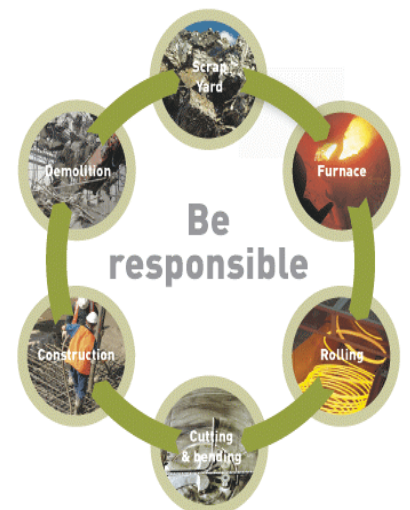 Scrap
Yard
Furnace
Rolling
Cutting
& bending
Construction
Demolition
Be
responsible